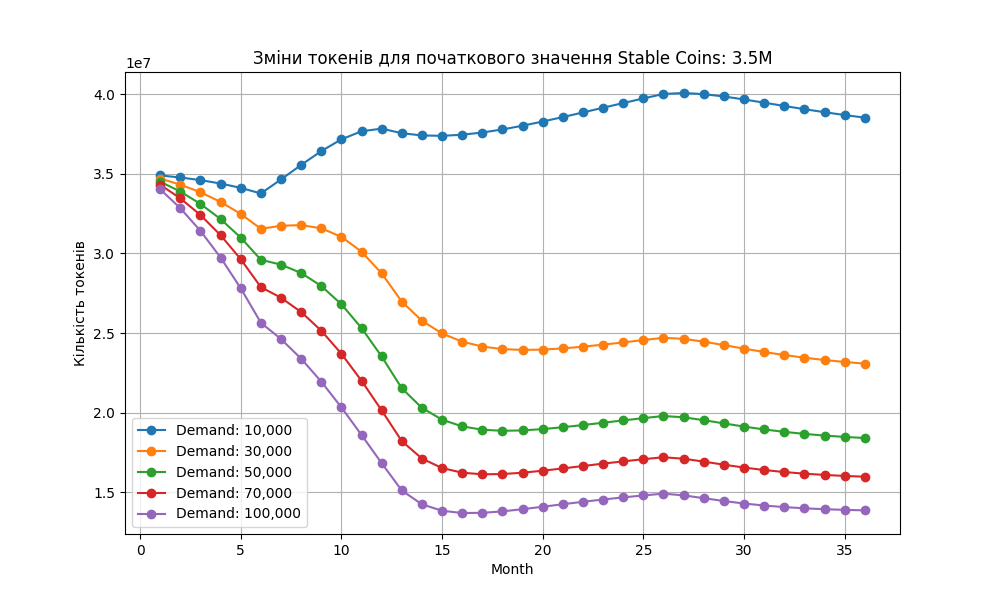 Зміни токенів для початкового значення Stable Coins: 3.5M
1e7
4.0
3.5
3.0
2.5
2.0
1.5
Кількість токенів
Demand: 10,000
Demand: 30,000
Demand: 50,000
Demand: 70,000
Demand: 100,000
0 5 10 15 20 25 30 35
Month